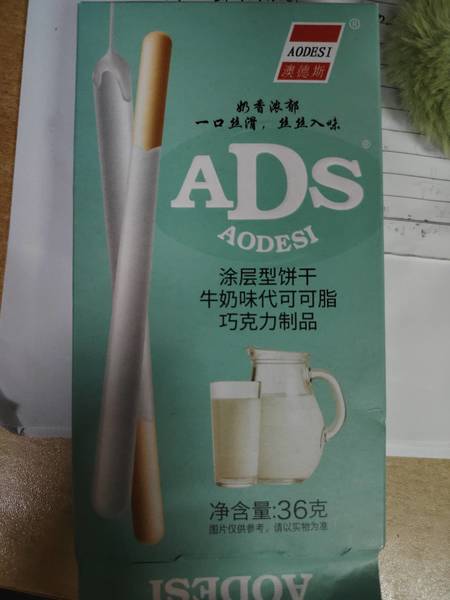 AODESI
®
澳德斯
奶香浓郁
一口丝滑，丝丝入味
ADS®
AODESI
涂层型饼干
牛奶味代可可脂
巧克力制品
净含量:36克
图片仅供参考，请以实物为准
AODESI